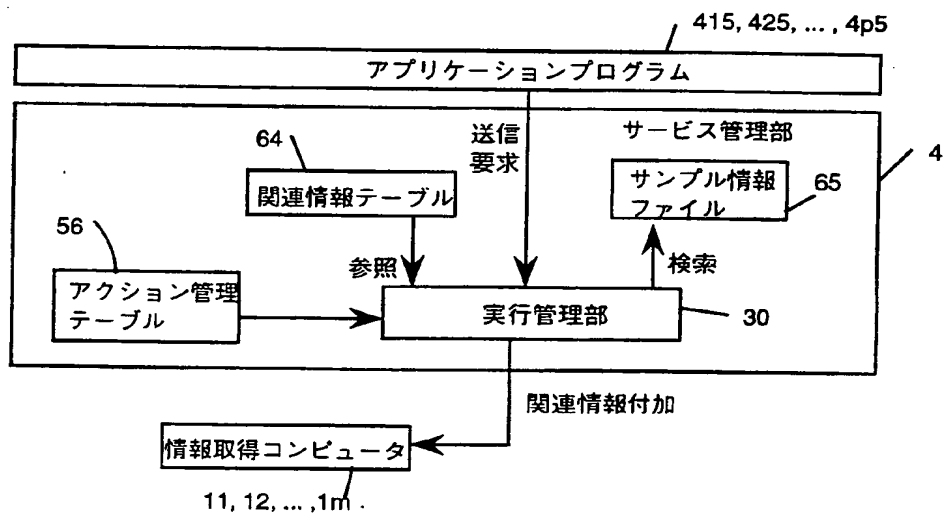 415, 425, ... , 4p5
アプリケーションプログラム
送信
要求
サービス管理部
4
64
関連情報テーブル
サンプル情報
ファイル
65
56
参照
検索
アクション管理
テーブル
実行管理部
30
関連情報付加
情報取得コンピュータ
11, 12, ... ,1m